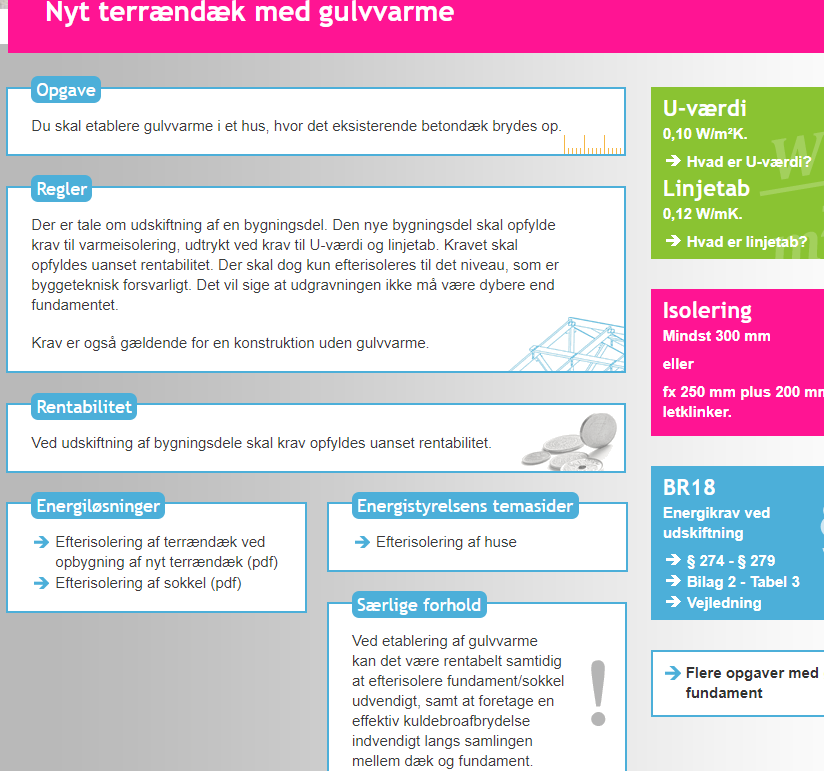 Nyt terrændæk med gulvvarme
Opgave
Du skal etablere gulvvarme i et hus, hvor det eksisterende betondæk brydes op.
Regler
Der er tale om udskiftning af en bygningsdel. Den nye bygningsdel skal opfylde
krav til varmeisolering, udtrykt ved krav til U-værdi og linjetab. Kravet skal
opfyldes uanset rentabilitet. Der skal dog kun efterisoleres til det niveau, som er
byggeteknisk forsvarligt. Det vil sige at udgravningen ikke må være dybere end
fundamentet.
Krav er også gældende for en konstruktion uden gulvvarme.
Rentabilitet
Ved udskiftning af bygningsdele skal krav opfyldes uanset rentabilitet.
Energiløsninger
Efterisolering af terrændæk ved
opbygning af nyt terrændæk (pdf)
Efterisolering af sokkel (pdf)
Energistyrelsens temasider
Efterisolering af huse
Særlige forhold
Ved etablering af gulvvarme
kan det være rentabelt samtidig
at efterisolere fundament/sokkel
udvendigt, samt at foretage en
effektiv kuldebroafbrydelse
indvendigt langs samlingen
mellem dæk og fundament.
U-værdi
0,10 W/m²K.
Hvad er U-værdi?
Linjetab
0,12 W/mK.
Hvad er linjetab?
Isolering
Mindst 300 mm
eller
fx 250 mm plus 200 mm
letklinker.
BR18
Energikrav ved
udskiftning
§ 274 - § 279
Bilag 2 - Tabel 3
Vejledning
Flere opgaver med
fundament